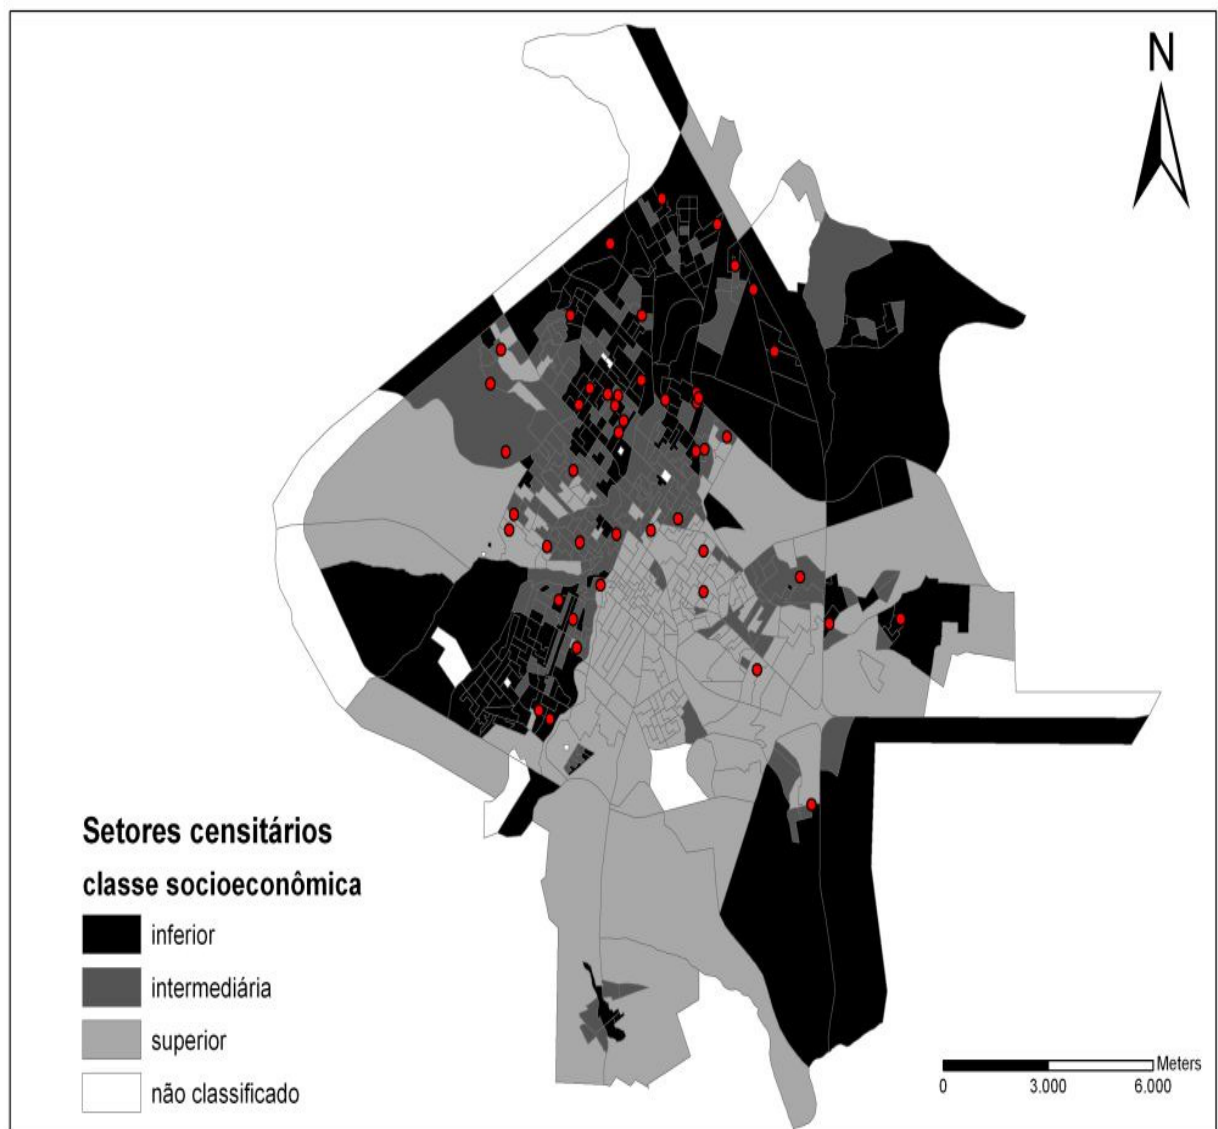 N
Setores censitários
classe socioeconômica
inferior
intermediária
superior
não classificado
Meters
0 3.000 6.000